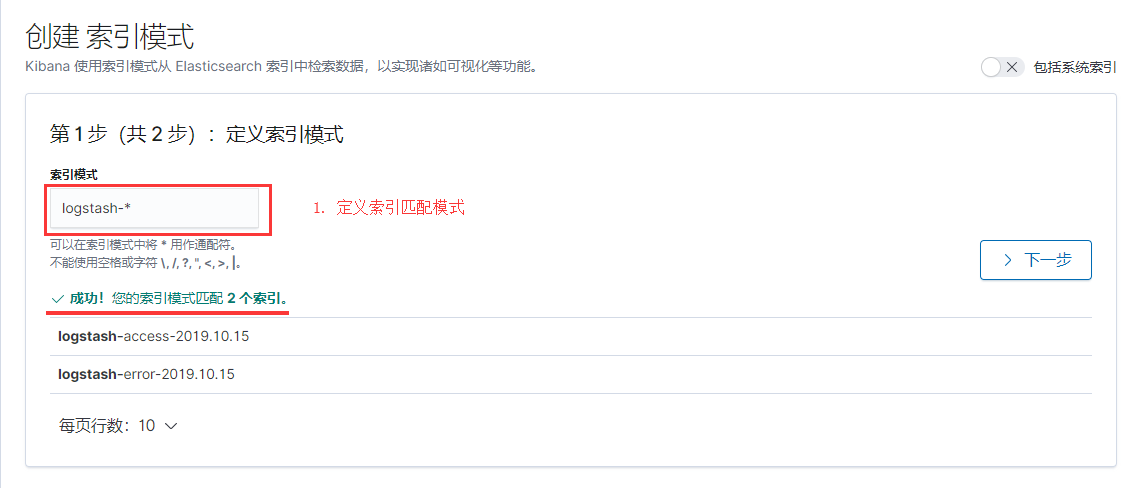 创建 索引模式
Kibana 使用索引模式从 Elasticsearch 索引中检索数据，以实现诸如可视化等功能。
包括系统索引
第 1 步（共 2 步）：定义索引模式
索引模式
logstash-*
1. 定义索引匹配模式
可以在索引模式中将 * 用作通配符。
不能使用空格或字符 \, /, ?, ", <, >, |。
下一步
成功！您的索引模式匹配 2 个索引。
logstash-access-2019.10.15
logstash-error-2019.10.15
每页行数：10